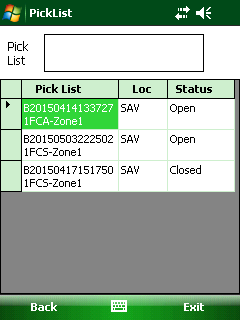 PickList
Pick
List
Pick List Loc Status
B20150414133727 SAV Open
1FCA-Zone1
B20150503222502 SAV Open
1FCS-Zone1
B20150417151750 SAV Closed
1FCS-Zone1
Back Exit